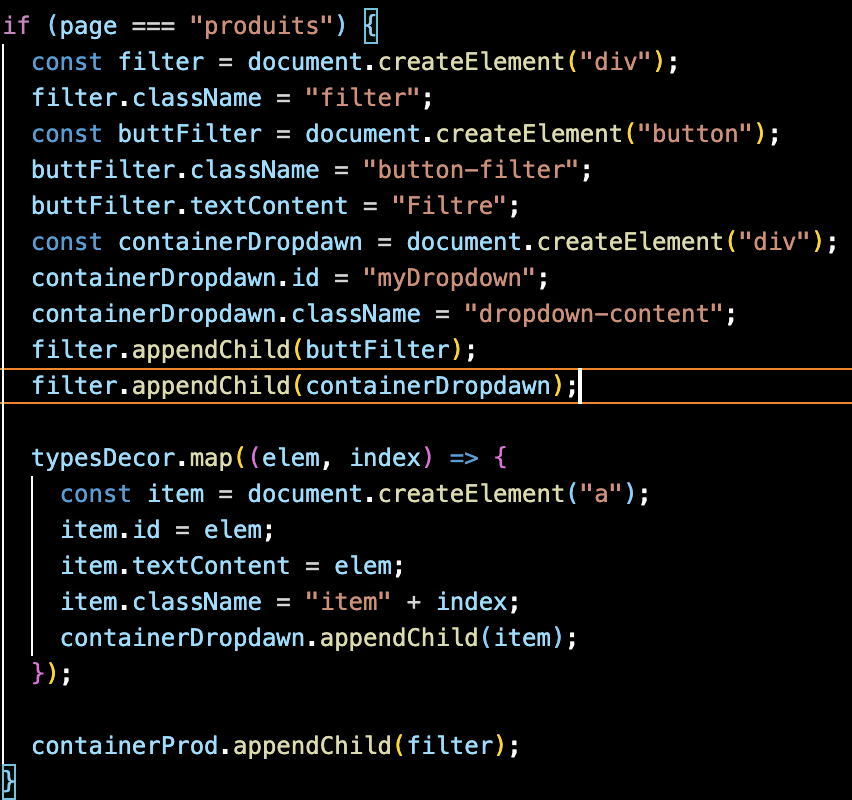 if (page === "produits") {
const filter = document.createElement("div");
filter.className = "filter";
const buttFilter = document.createElement("button");
buttFilter.className = "button-filter";
buttFilter.textContent = "Filtre";
const containerDropdawn = document.createElement("div");
containerDropdawn.id = "myDropdown";
containerDropdawn.className = "dropdown-content";
filter.appendChild(buttFilter);
filter.appendChild(containerDropdawn);
typesDecor.map((elem, index) => {
const item = document.createElement("a");
item.id = elem;
item.textContent = elem;
item.className = "item" + index;
containerDropdawn.appendChild(item);
});
containerProd.appendChild(filter);
}